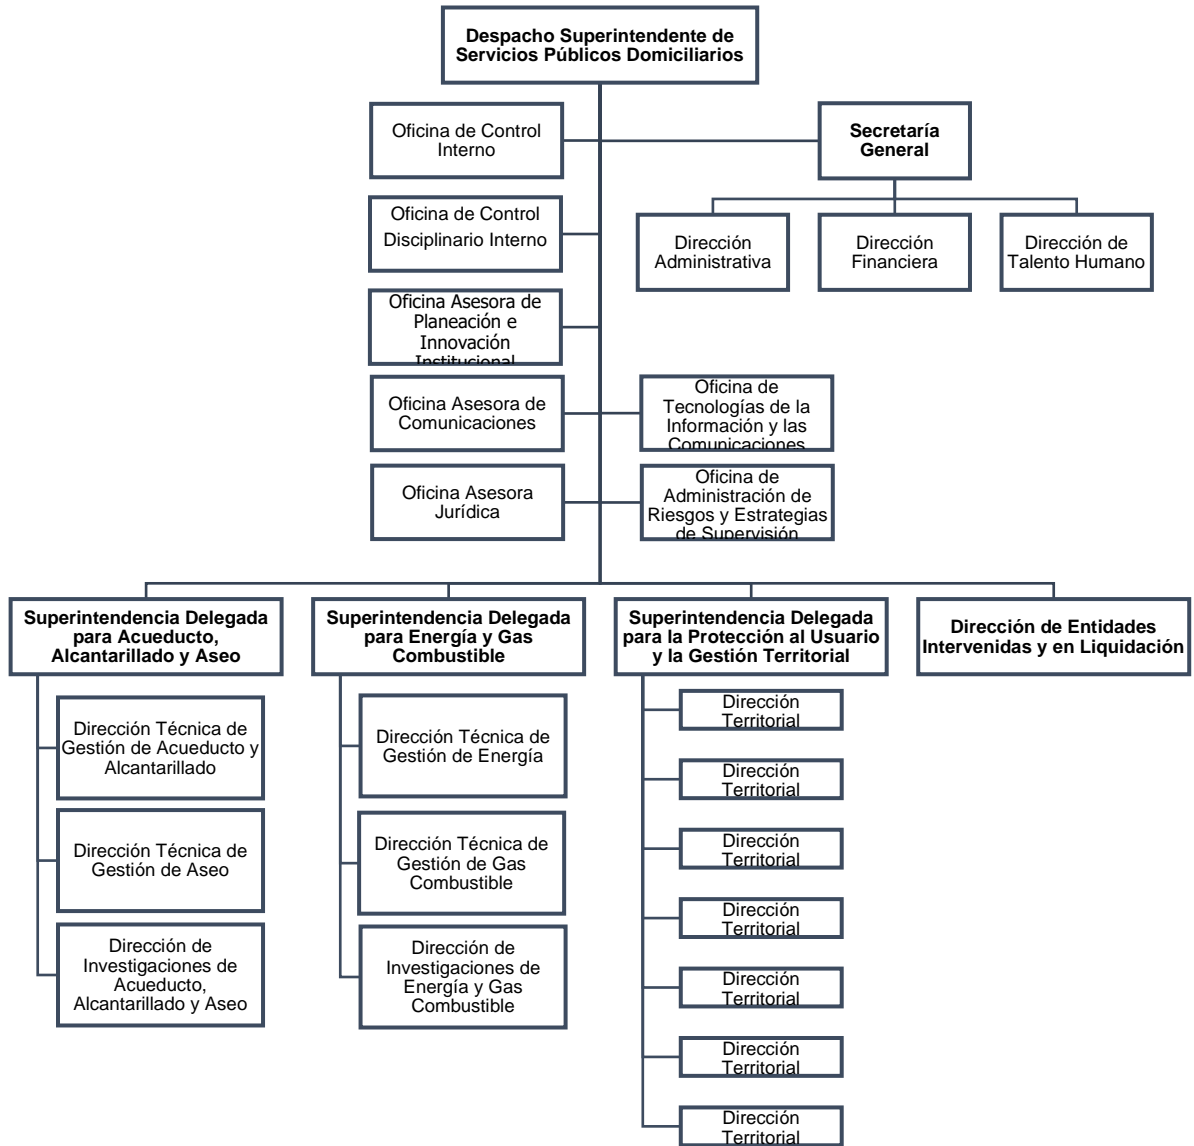 Despacho Superintendente de
Servicios Públicos Domiciliarios
Oficina de Control
Interno
Secretaría
General
Oficina de Control
Disciplinario Interno
Dirección
Administrativa
Dirección
Financiera
Dirección de
Talento Humano
Oficina Asesora de
Planeación e
Innovación
Institucional
Oficina Asesora de
Comunicaciones
Oficina de
Tecnologías de la
Información y las
Comunicaciones
Oficina Asesora
Jurídica
Oficina de
Administración de
Riesgos y Estrategias
de Supervisión
Superintendencia Delegada
para Acueducto,
Alcantarillado y Aseo
Superintendencia Delegada
para Energía y Gas
Combustible
Superintendencia Delegada
para la Protección al Usuario
y la Gestión Territorial
Dirección de Entidades
Intervenidas y en Liquidación
Dirección Técnica de
Gestión de Acueducto y
Alcantarillado
Dirección Técnica de
Gestión de Aseo
Dirección de
Investigaciones de
Acueducto,
Alcantarillado y Aseo
Dirección Técnica de
Gestión de Energía
Dirección Técnica de
Gestión de Gas
Combustible
Dirección de
Investigaciones de
Energía y Gas
Combustible
Dirección
Territorial
Dirección
Territorial
Dirección
Territorial
Dirección
Territorial
Dirección
Territorial
Dirección
Territorial
Dirección
Territorial